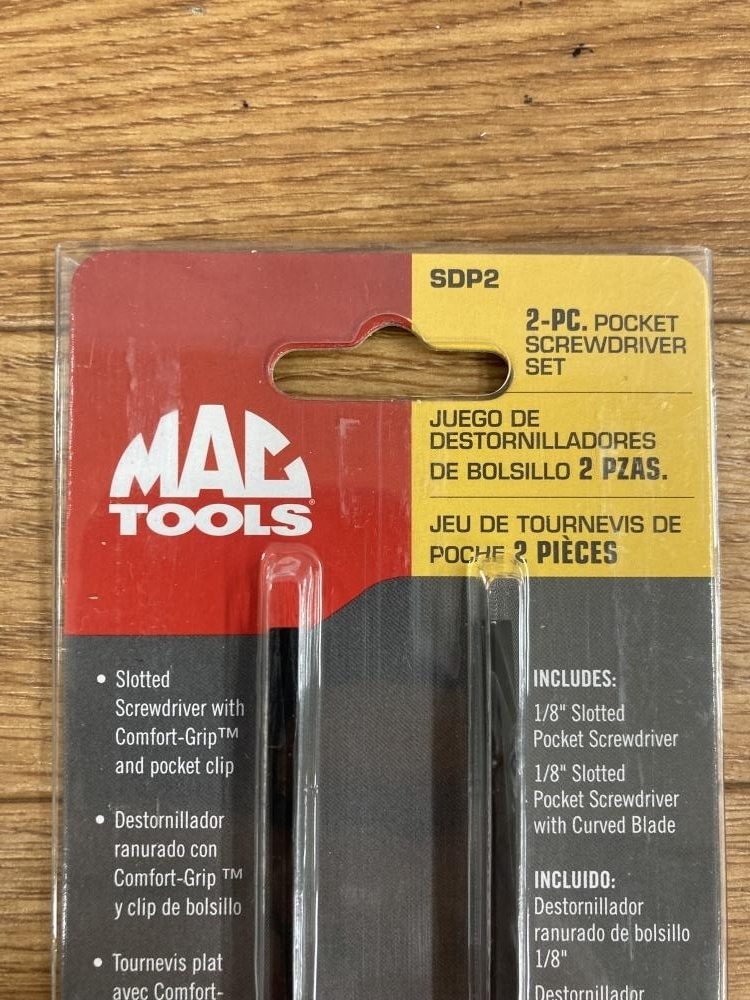 MAC
TOOLS®
SDP2
2-PC. POCKET
SCREWDRIVER
SET
JUEGO DE
DESTORNILLADORES
DE BOLSILLO 2 PZAS.
JEU DE TOURNEVIS DE
POCHE 2 PIÈCES
• Slotted
Screwdriver with
Comfort-Grip™
and pocket clip
• Destornillador
ranurado con
Comfort-Grip ™
y clip de bolsillo
• Tournevis plat
avec Comfort-
INCLUDES:
1/8" Slotted
Pocket Screwdriver
1/8" Slotted
Pocket Screwdriver
with Curved Blade
INCLUIDO:
Destornillador
ranurado de bolsillo
1/8"
Destornillador